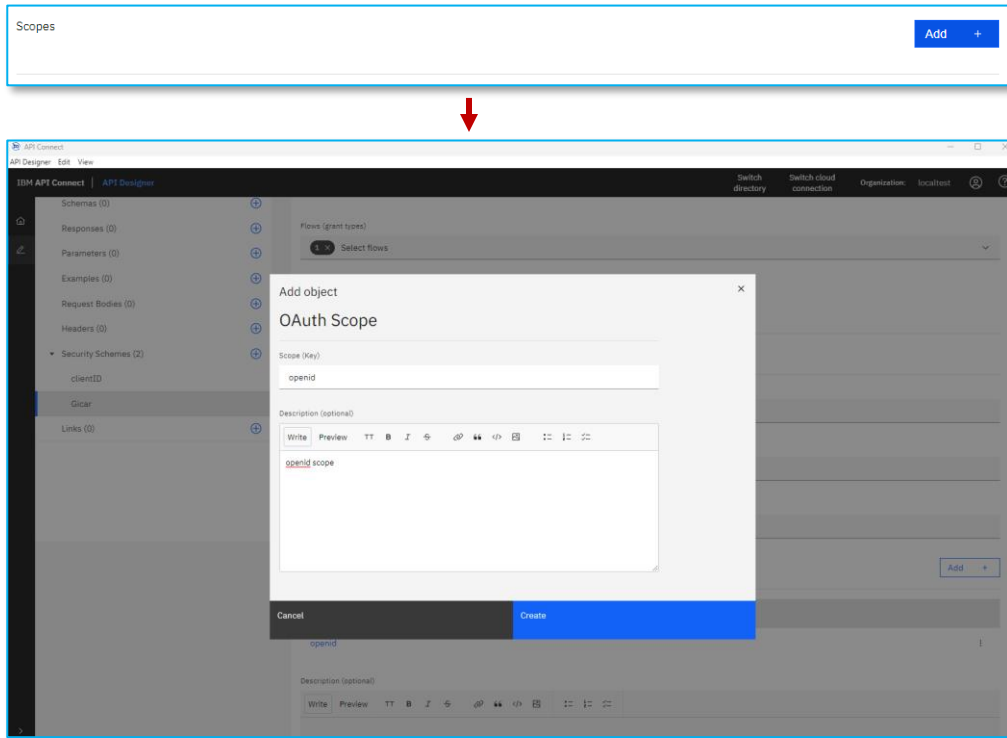 Scopes
Add +
API Connect
API Designer Edit View
IBM API Connect | API Designer
Switch directory
Switch cloud connection
Organization: localtest
Schemas (0)
Responses (0)
Parameters (0)
Examples (0)
Request Bodies (0)
Headers (0)
Security Schemes (2)
clientID
Gicar
Links (0)
Flows (grant types)
1 × Select flows
Add object
OAuth Scope
Scope (Key)
openid
Description (optional)
Write Preview TT B I S
openid scope
Cancel
Create
Add +
openid
Description (optional)
Write Preview TT B I S